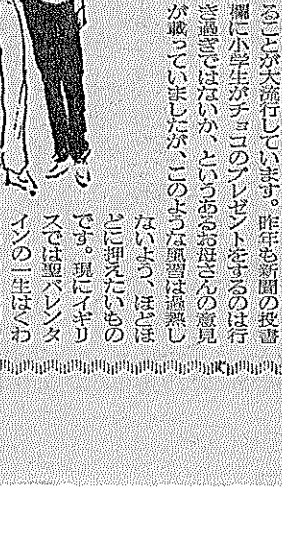 ることが大流行しています。昨年も新聞の投書
欄に小学生がチョコのプレゼントをするのは行
き過ぎではないか、というあるお母さんの意見
が載っていましたが、このような風習は過熱し
ないよう、ほどほ
どに押えたいもの
です。現にイギリ
スでは聖バレンタ
インの一生はくわ